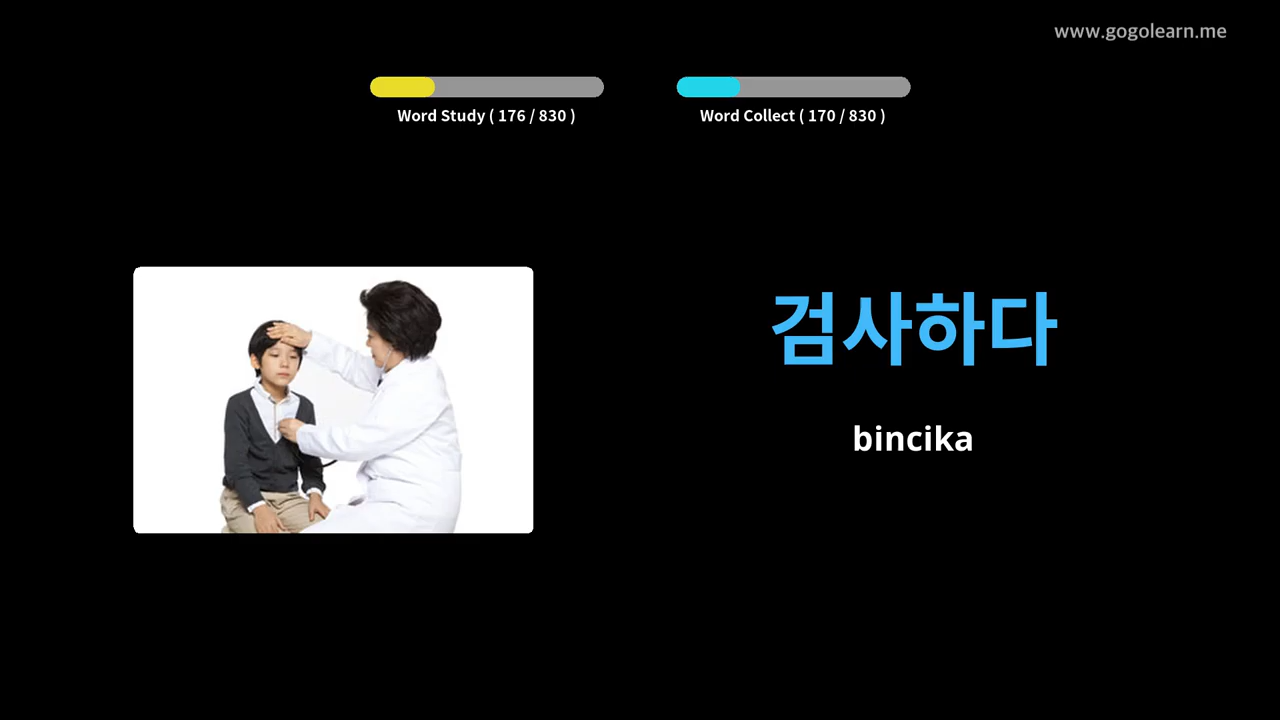 www.gogolearn.me
Word Study ( 176 / 830 )
Word Collect ( 170 / 830 )
검사하다
bincika